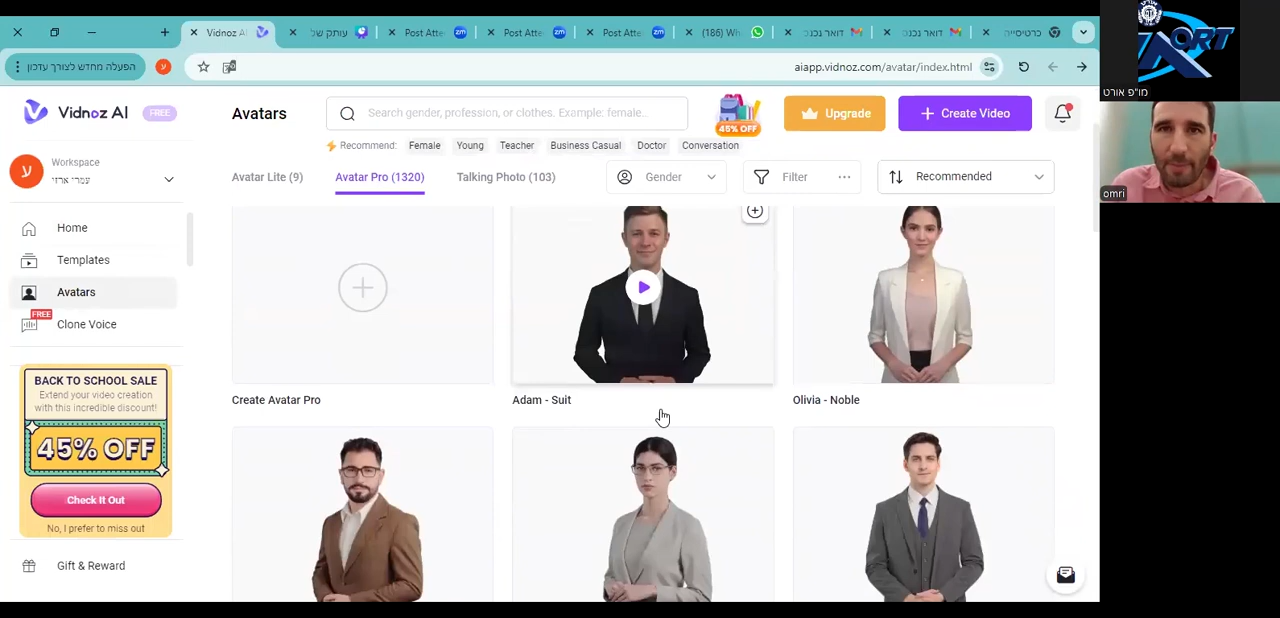 Vidnoz AI
Post Atte
Post Atte
Post Atte
(186) Wh
דואר נכנס
דואר נכנס
כרטיסייה
עותק של
הפעלה מחדש לצורך עדכון
ע
aiapp.vidnoz.com/avatar/index.html
Vidnoz AI FREE
Avatars
Search gender, profession, or clothes. Example: female..
45% OFF
Upgrade
Create Video
Recommend: Female Young Teacher Business Casual Doctor Conversation
ע
Workspace
עמרי ארזי
Avatar Lite (9)
Avatar Pro (1320)
Talking Photo (103)
Gender
Filter
Recommended
Home
Templates
Avatars
FREE
Clone Voice
BACK TO SCHOOL SALE
Extend your video creation
with this incredible discount!
45% OFF
Check It Out
No, I prefer to miss out
Gift & Reward
Create Avatar Pro
Adam - Suit
Olivia - Noble
ORT
מו"פ אורט
omri